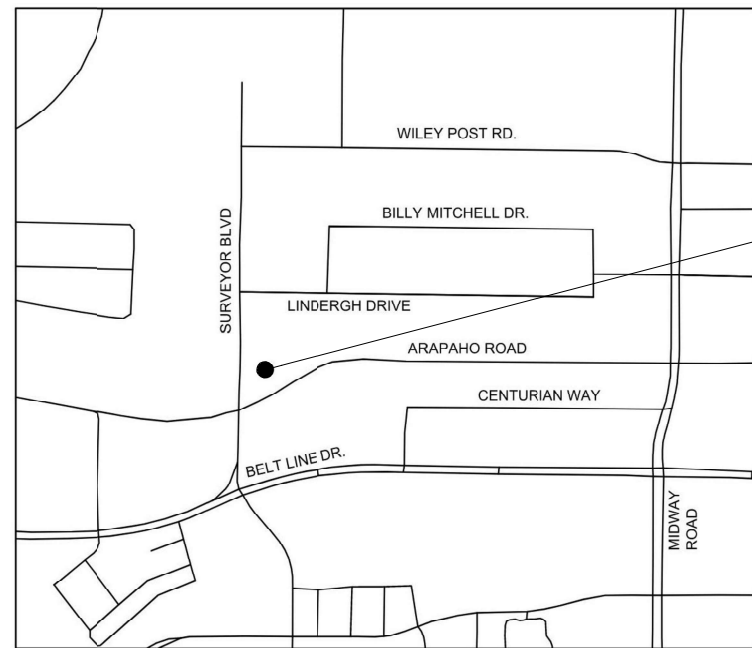 WILEY POST RD.
BILLY MITCHELL DR.
SURVEYOR BLVD
LINDERGH DRIVE
ARAPAHO ROAD
CENTURIAN WAY
BELT LINE DR.
MIDWAY
ROAD